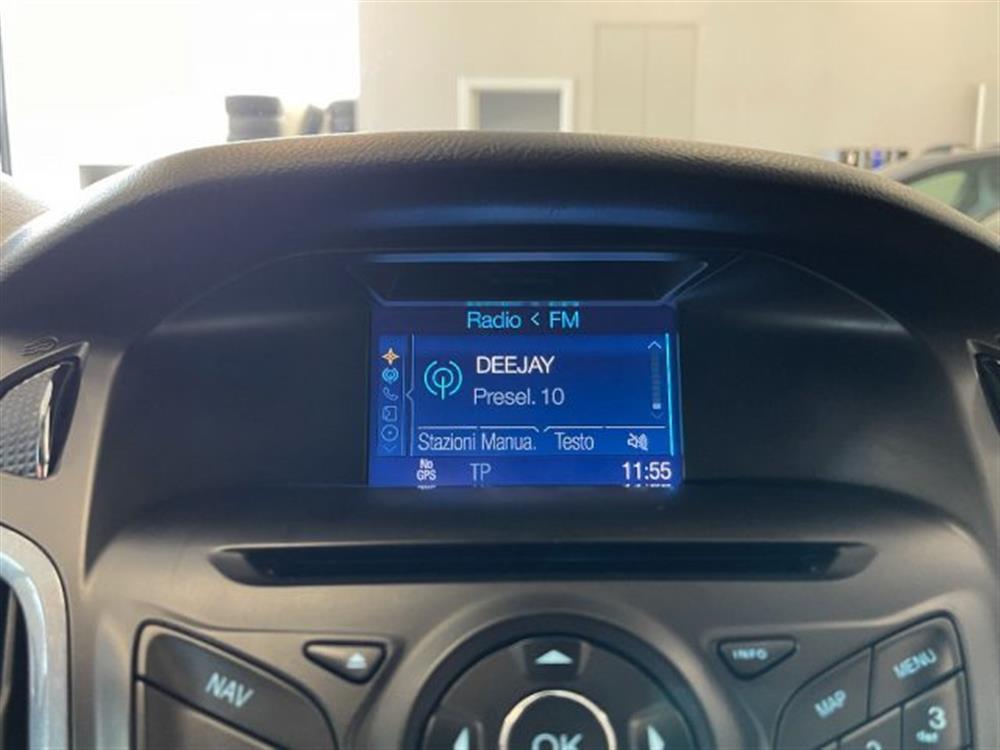 Radio < FM
DEEJAY
Presel. 10
Stazioni Manua. Testo
No
GPS
TP 11:55
NAV
INFO
MAP
MENU
3
def
OK